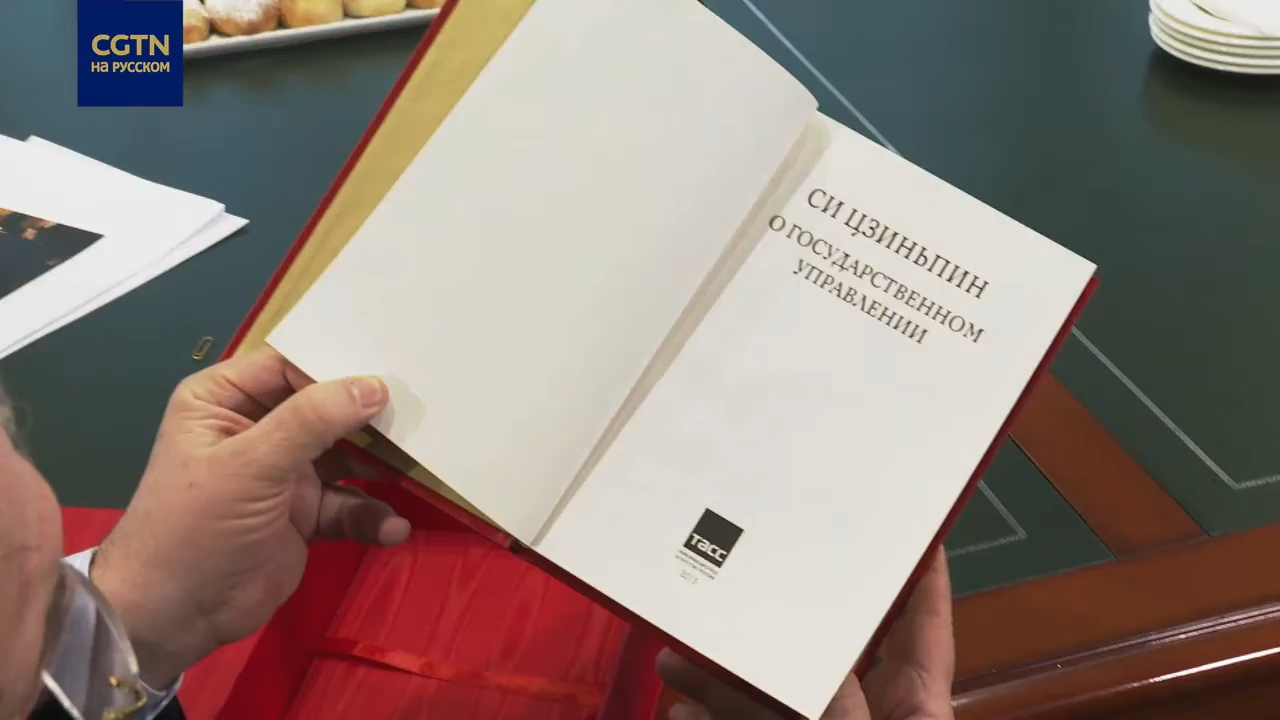 CGTN
на русском
СИ ЦЗИНЬПИН
О ГОСУДАРСТВЕННОМ
УПРАВЛЕНИИ
ТАСС